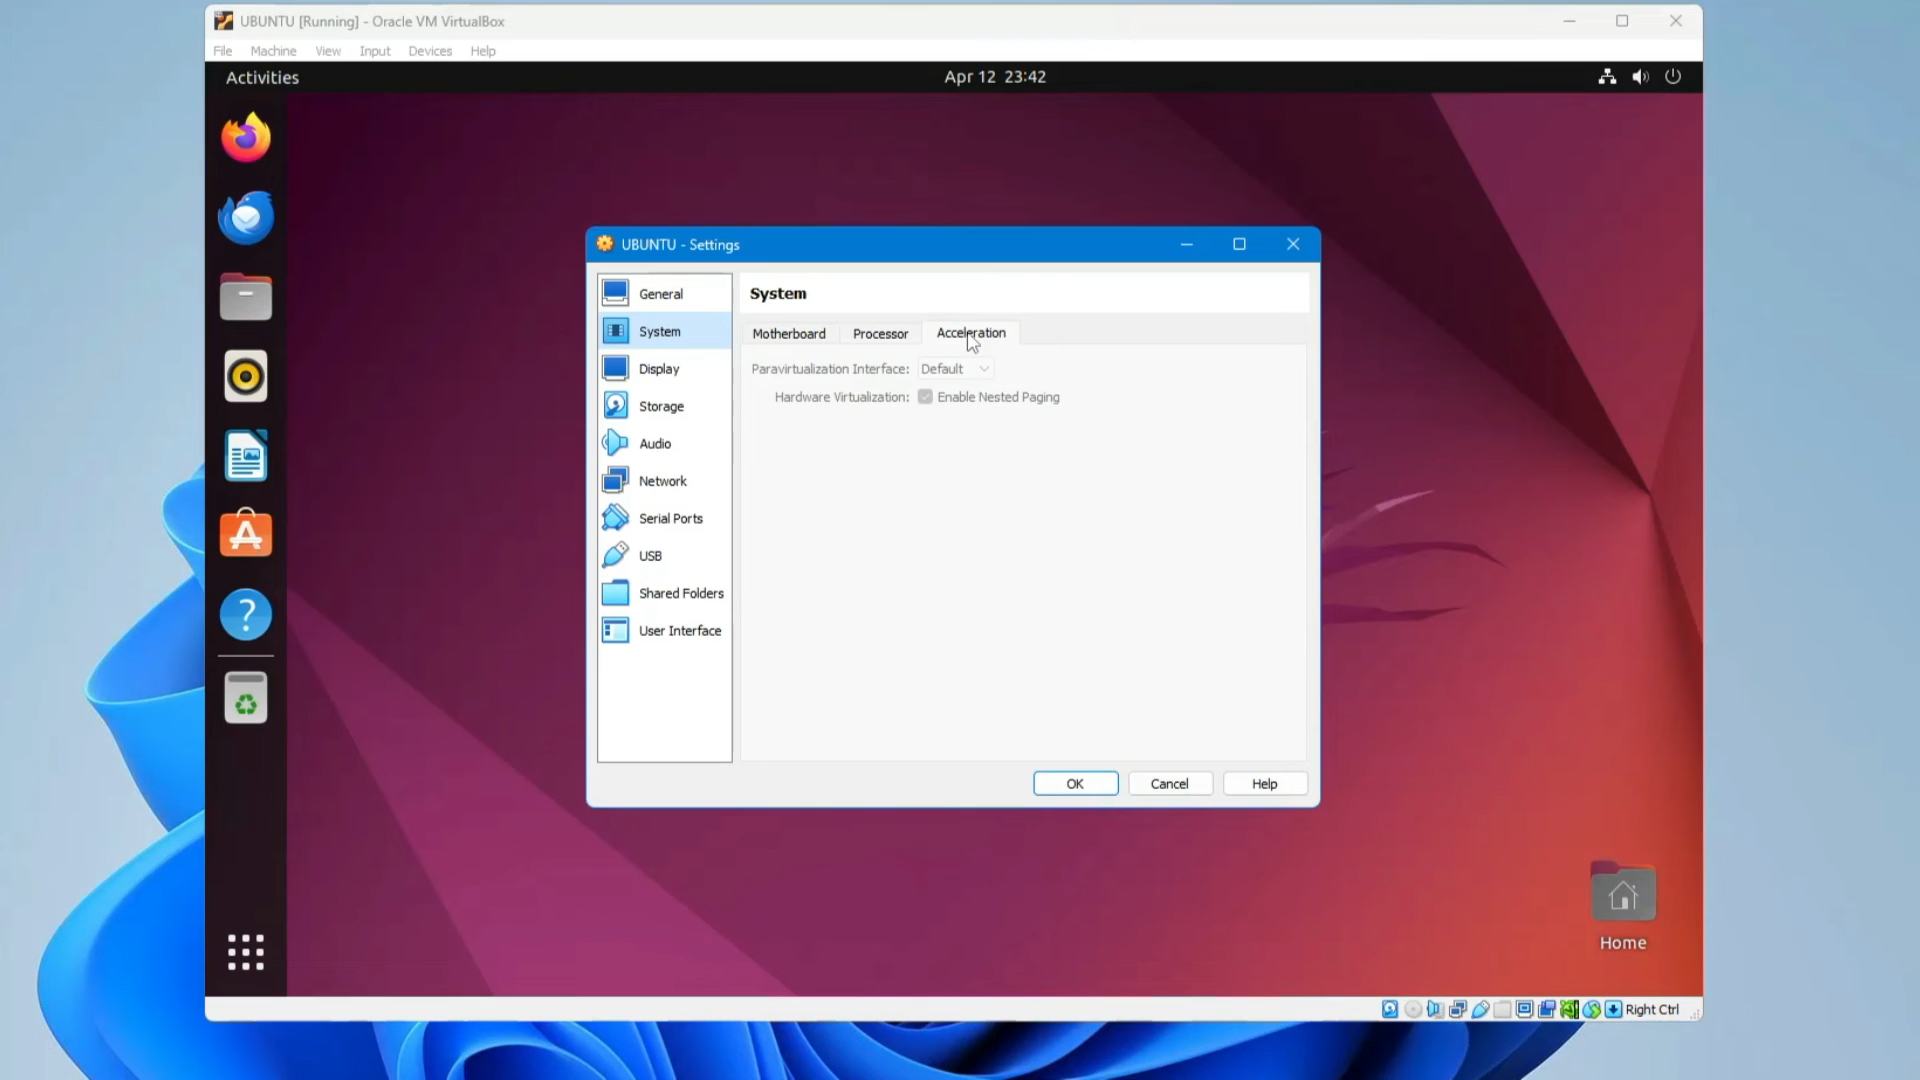 UBUNTU [Running] - Oracle VM VirtualBox
File Machine View Input Devices Help
Activities
Apr 12 23:42
UBUNTU - Settings
General
System
Display
Storage
Audio
Network
Serial Ports
USB
Shared Folders
User Interface
System
Motherboard Processor Acceleration
Paravirtualization Interface: Default
Hardware Virtualization: Enable Nested Paging
OK Cancel Help
Home
Right Ctrl